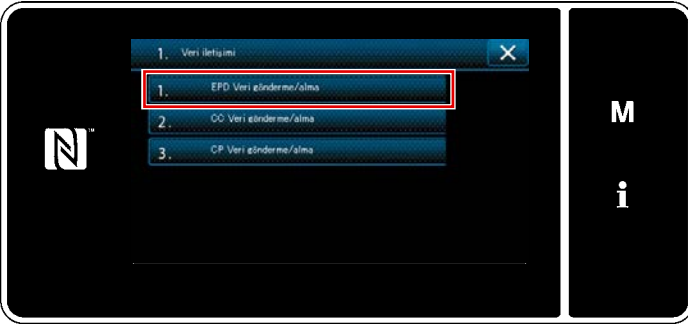 1. Veri iletişimi
1. EPD Veri gönderme/alma
2. CC Veri gönderme/alma
3. CP Veri gönderme/alma
M
i
N